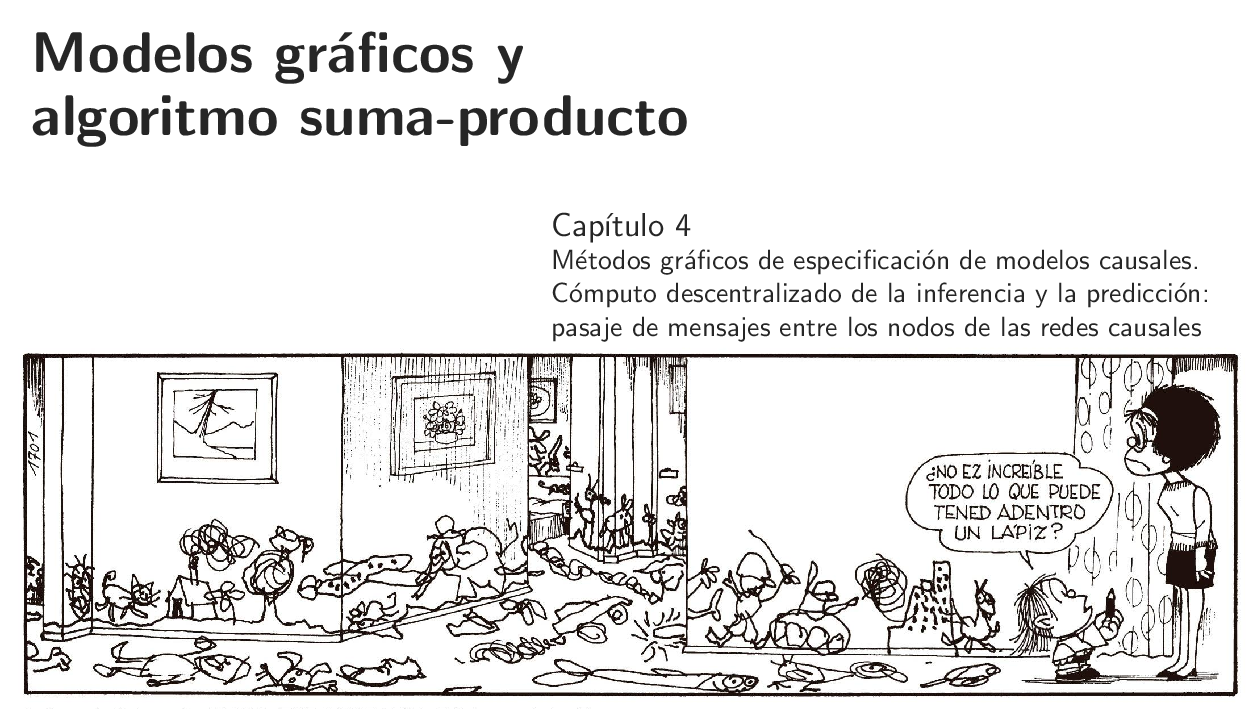 Modelos gráficos y
algoritmo suma-producto
Capítulo 4
Métodos gráficos de especificación de modelos causales.
Cómputo descentralizado de la inferencia y la predicción:
pasaje de mensajes entre los nodos de las redes causales
1701
¿NO EZ INCREÍBLE
TODO LO QUE PUEDE
TENED ADENTRO
UN LÁPIZ?